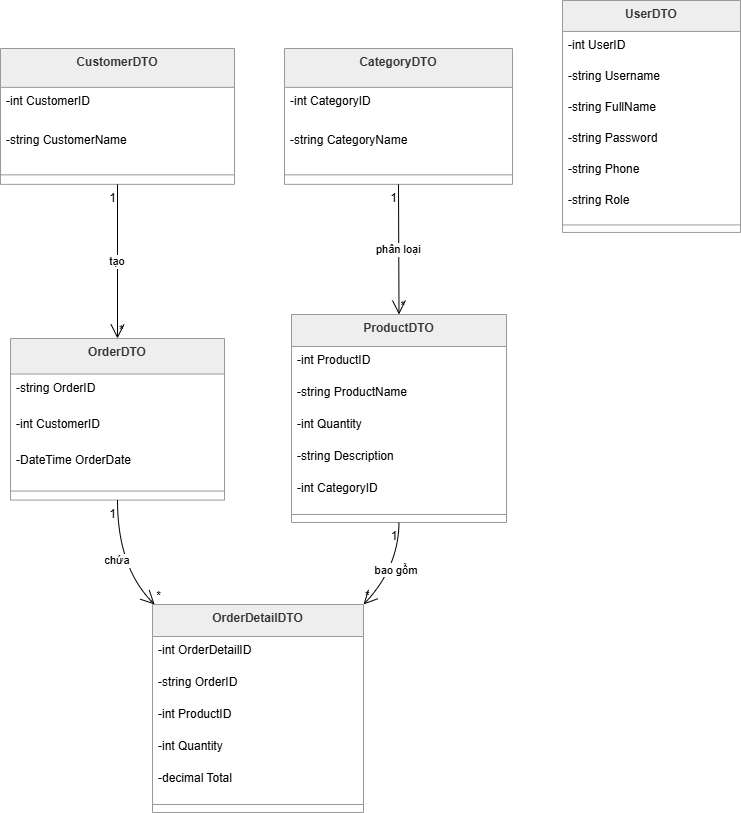 UserDTO
-int UserID
-string Username
-string FullName
-string Password
-string Phone
-string Role
CustomerDTO
-int CustomerID
-string CustomerName
CategoryDTO
-int CategoryID
-string CategoryName
1
tạo
*
1
phân loại
*
OrderDTO
-string OrderID
-int CustomerID
-DateTime OrderDate
ProductDTO
-int ProductID
-string ProductName
-int Quantity
-string Description
-int CategoryID
1
chứa
*
1
bao gồm
*
OrderDetailDTO
-int OrderDetailID
-string OrderID
-int ProductID
-int Quantity
-decimal Total